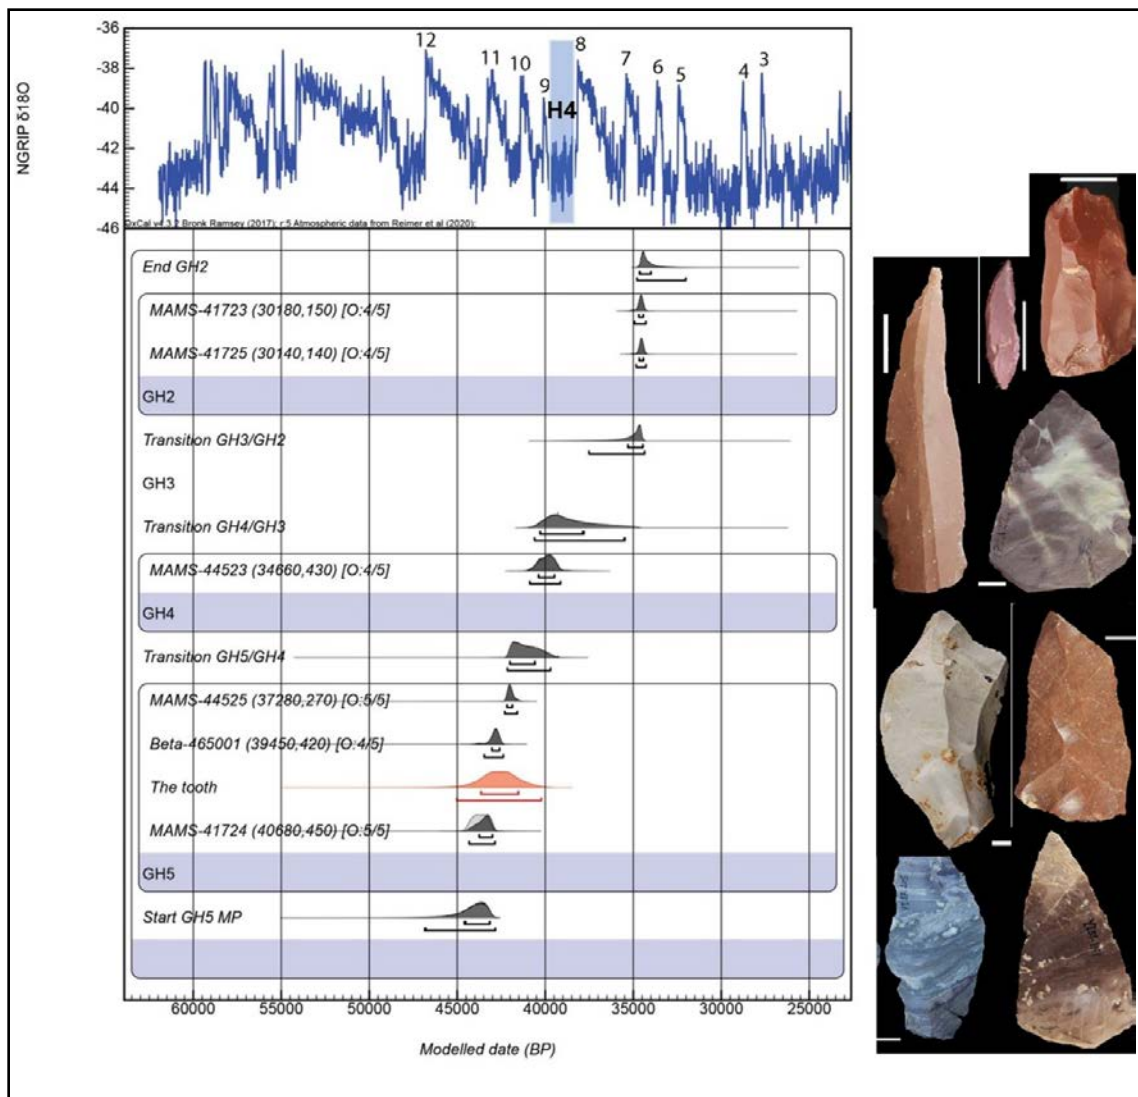 -36
-38
-40
-42
-44
-46
NGRIP δ18O
12
11
10
9
H4
8
7
6
5
4
3
OxCal v4.3.2 Bronk Ramsey (2017); r:5 Atmospheric data from Reimer et al (2020);
End GH2
MAMS-41723 (30180,150) [O:4/5]
MAMS-41725 (30140,140) [O:4/5]
GH2
Transition GH3/GH2
GH3
Transition GH4/GH3
MAMS-44523 (34660,430) [O:4/5]
GH4
Transition GH5/GH4
MAMS-44525 (37280,270) [O:5/5]
Beta-465001 (39450,420) [O:4/5]
The tooth
MAMS-41724 (40680,450) [O:5/5]
GH5
Start GH5 MP
60000 55000 50000 45000 40000 35000 30000 25000
Modelled date (BP)